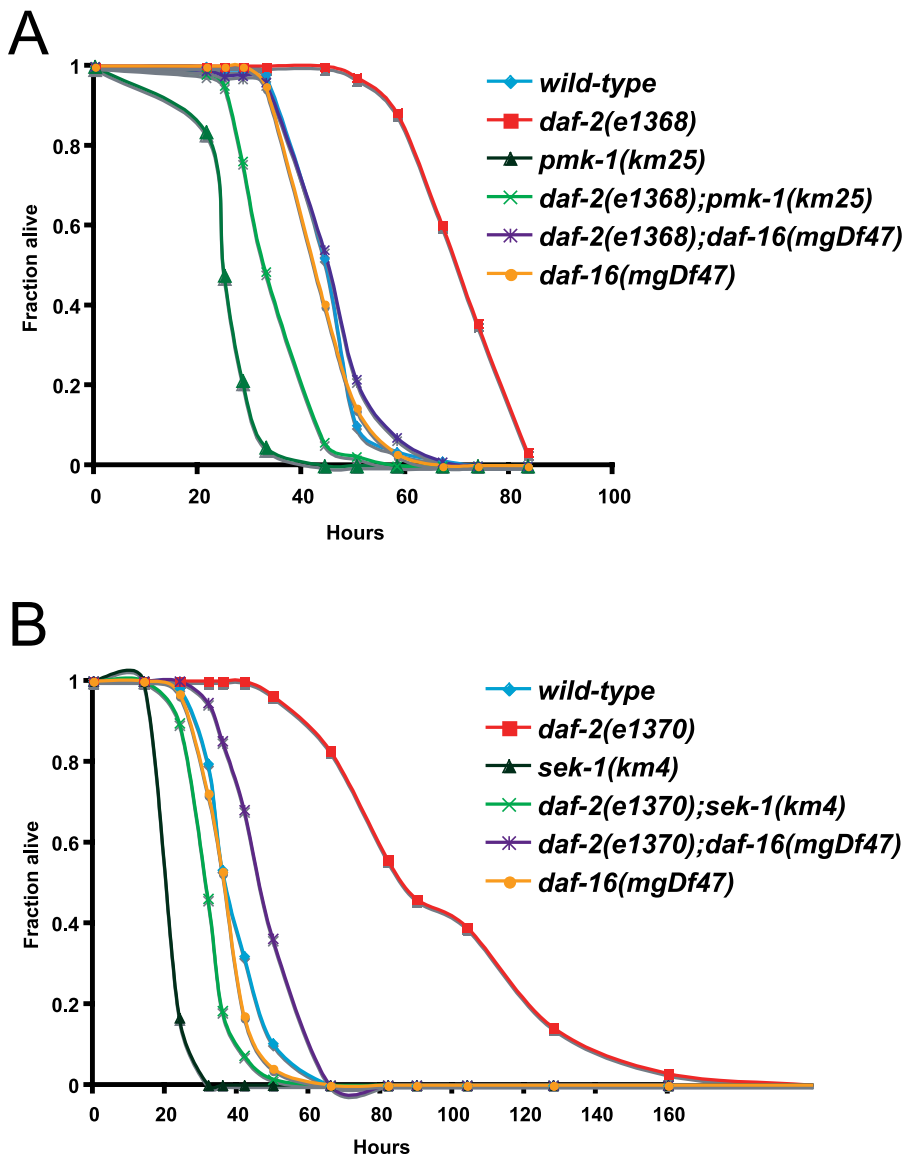 A
1
0.8
0.6
0.4
0.2
0
Fraction alive
0 20 40 60 80 100
Hours
wild-type
daf-2(e1368)
pmk-1(km25)
daf-2(e1368);pmk-1(km25)
daf-2(e1368);daf-16(mgDf47)
daf-16(mgDf47)
B
1
0.8
0.6
0.4
0.2
0
Fraction alive
0 20 40 60 80 100 120 140 160
Hours
wild-type
daf-2(e1370)
sek-1(km4)
daf-2(e1370);sek-1(km4)
daf-2(e1370);daf-16(mgDf47)
daf-16(mgDf47)